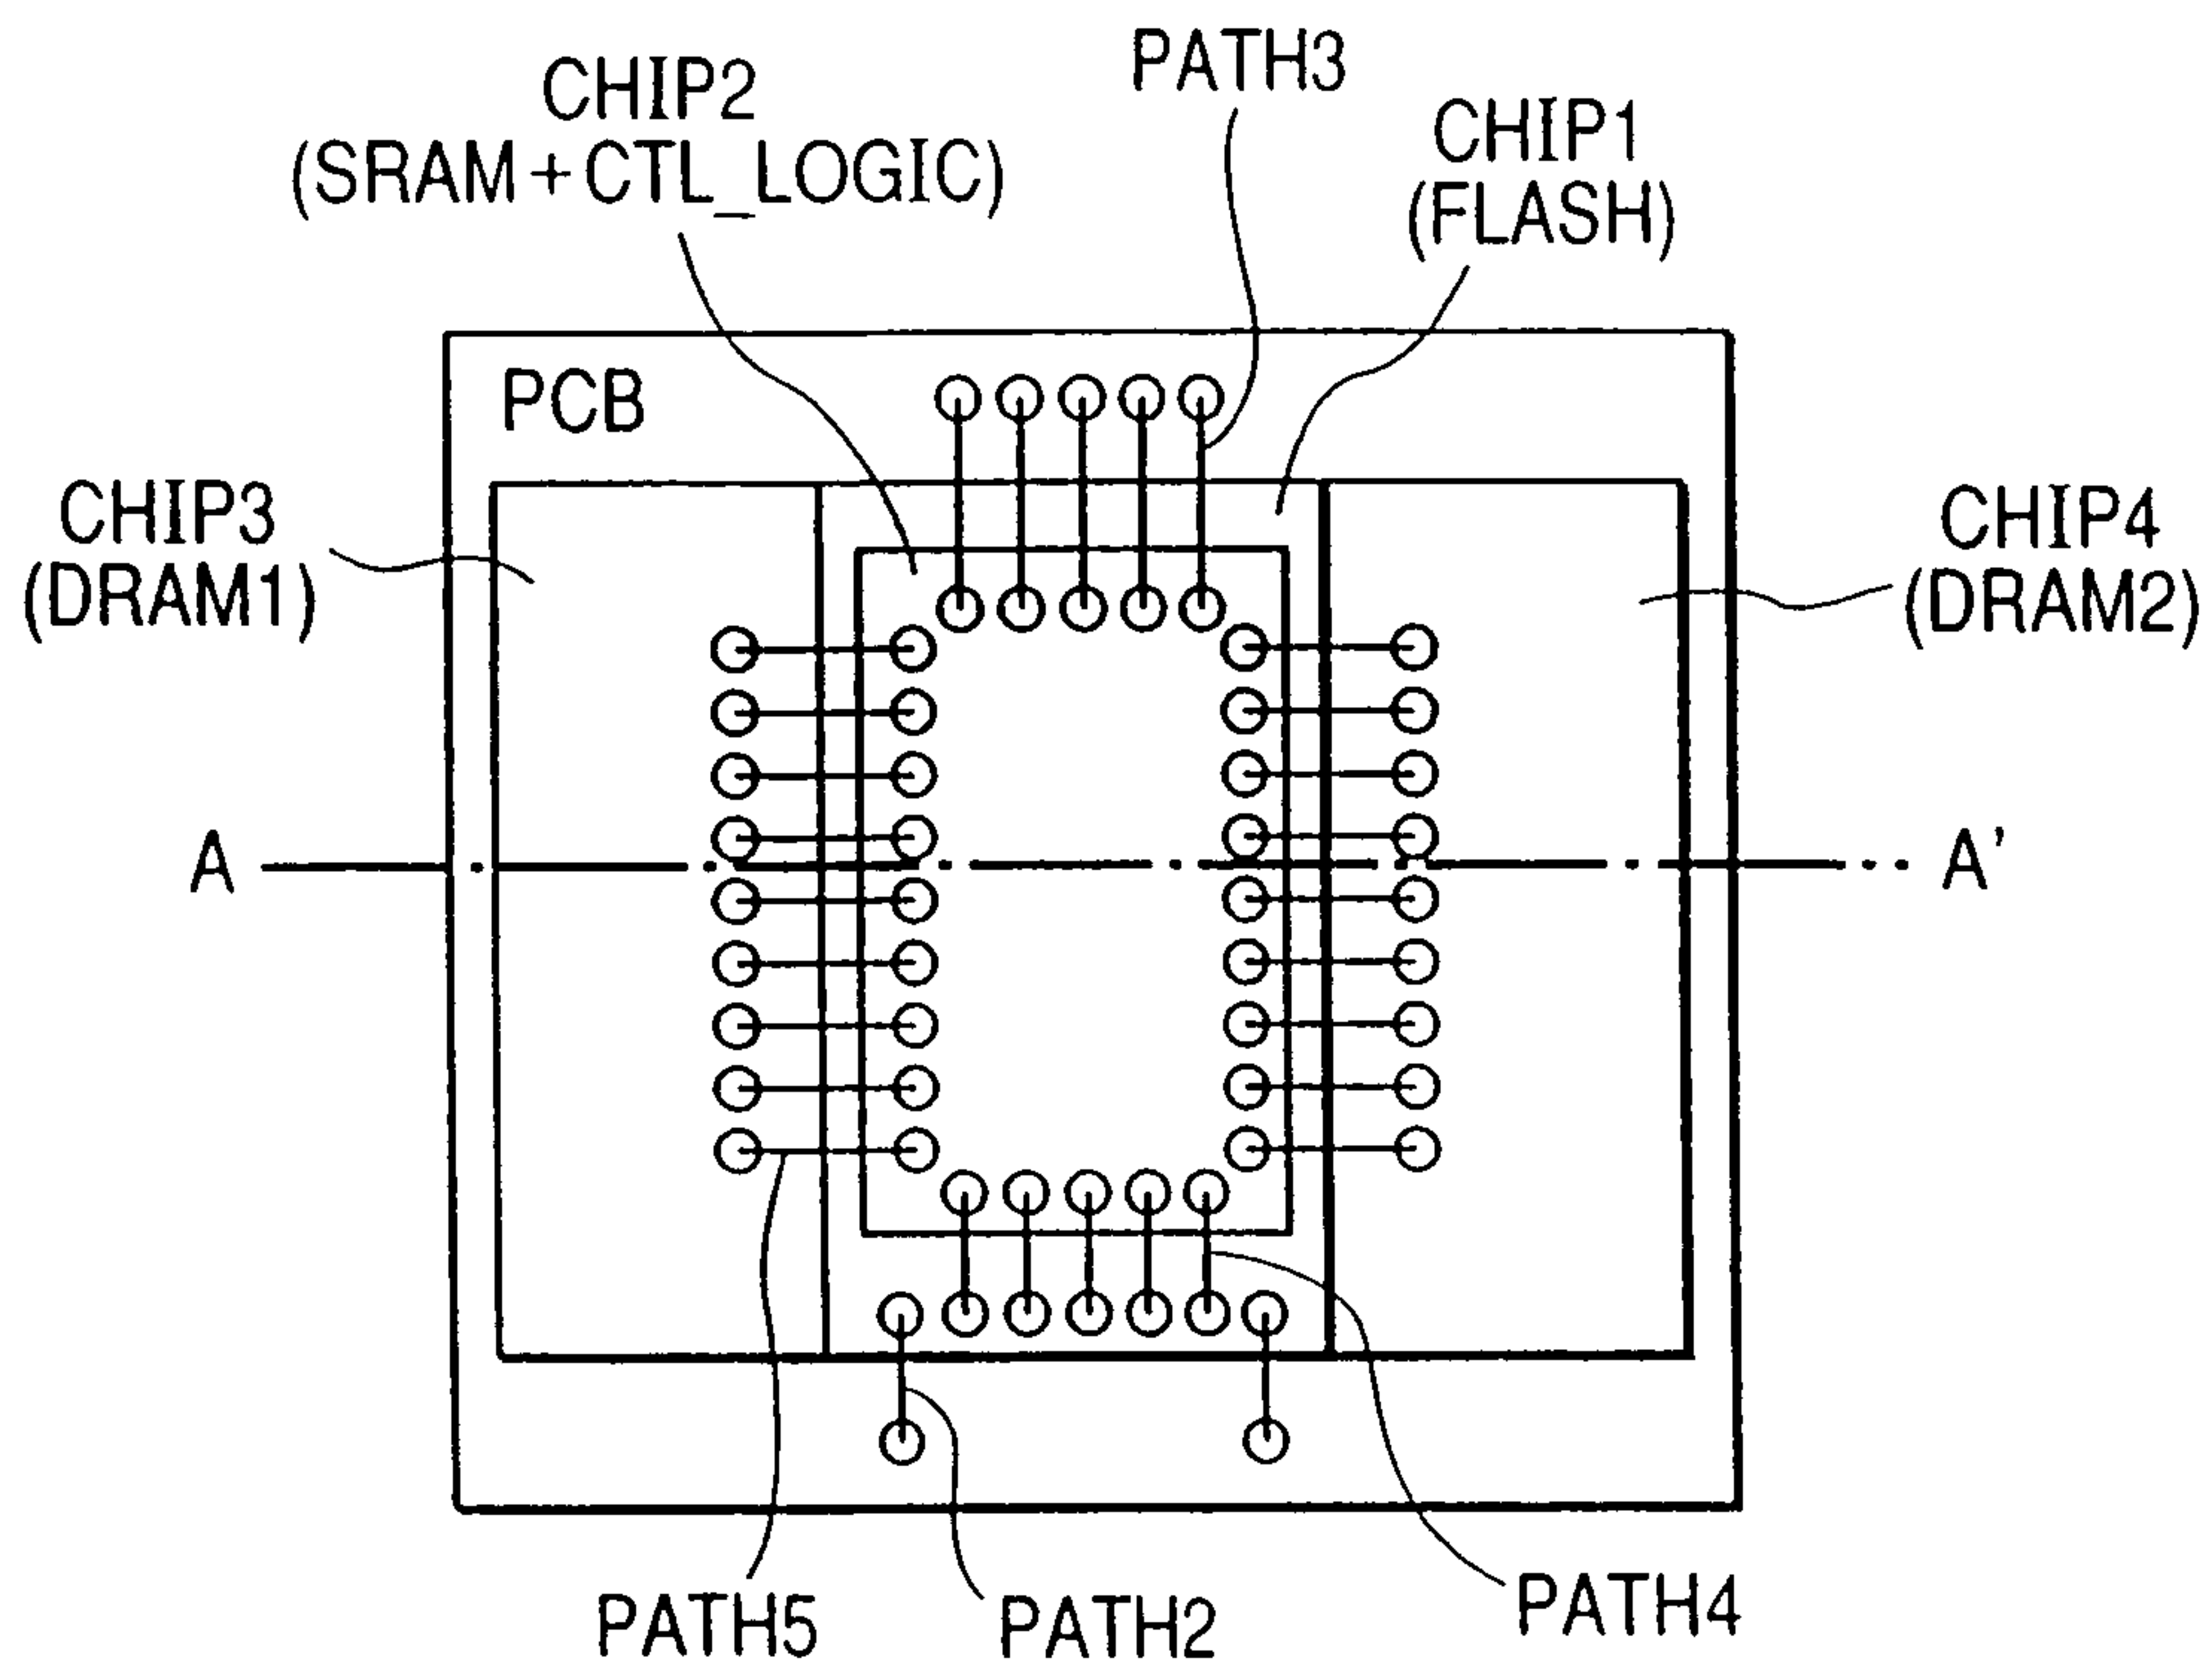 PATH3
CHIP2
(SRAM+CTL_LOGIC)
CHIP1
(FLASH)
PCB
CHIP3
(DRAM1)
CHIP4
(DRAM2)
A
A'
PATH5
PATH2
PATH4